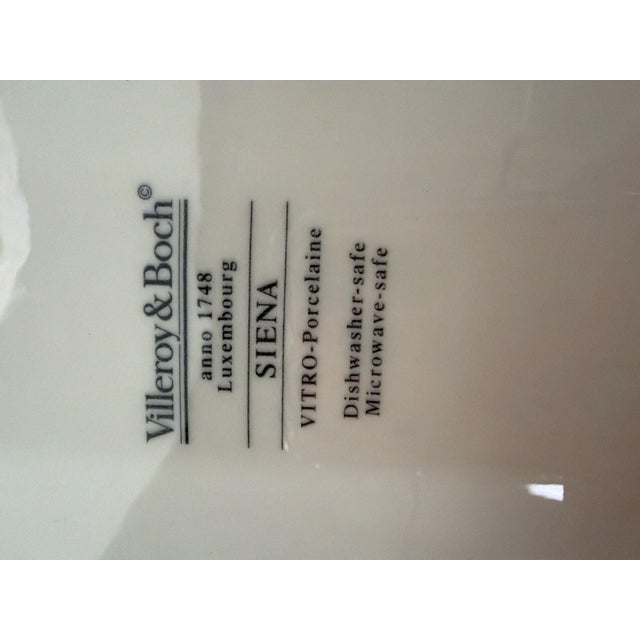 Villeroy & Boch©
anno 1748
Luxembourg
SIENA
VITRO-Porcelaine
Dishwasher-safe
Microwave-safe